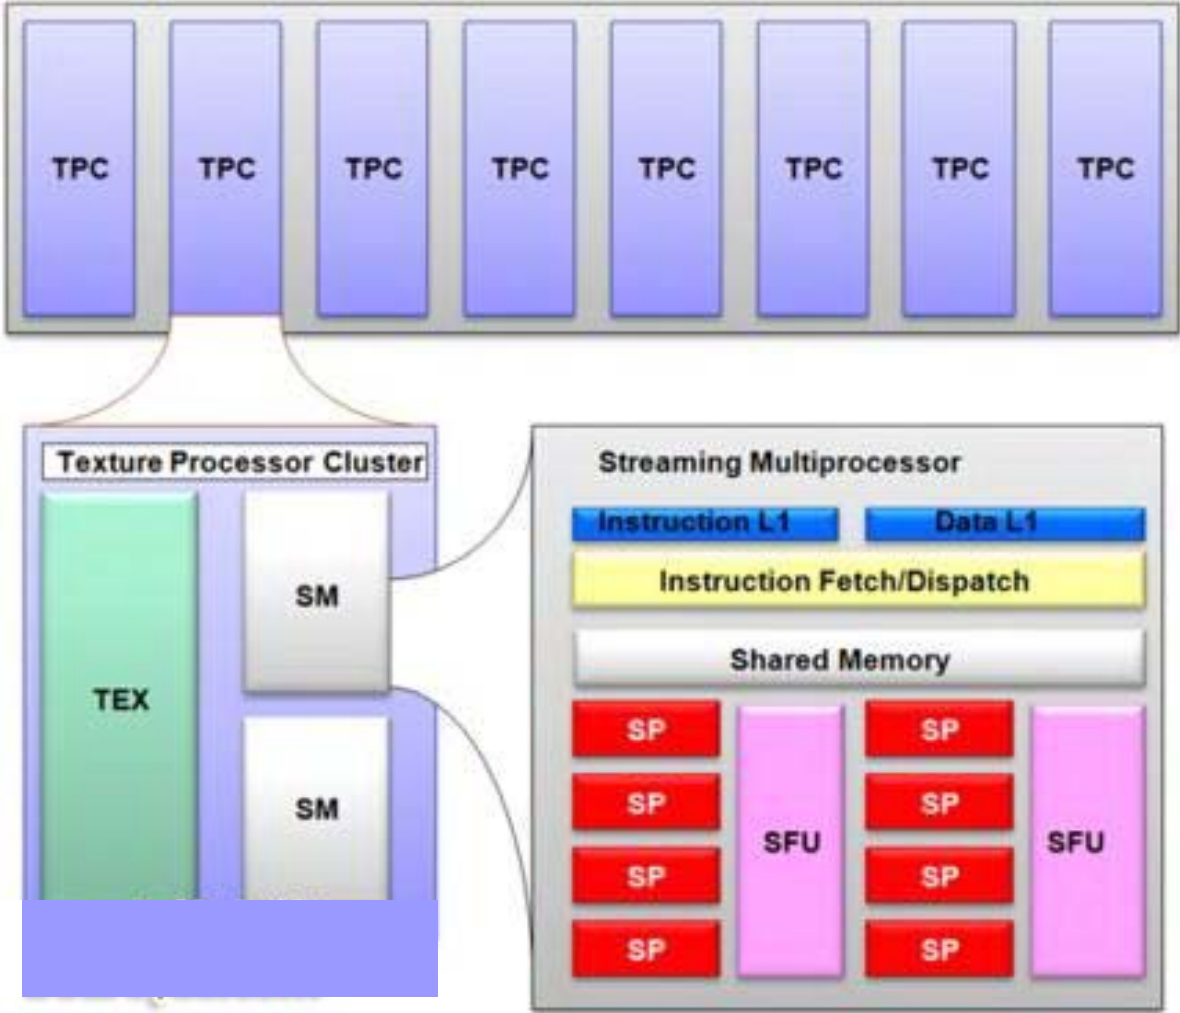 TPC TPC TPC TPC TPC TPC TPC TPC
Texture Processor Cluster
TEX
SM
SM
Streaming Multiprocessor
Instruction L1 Data L1
Instruction Fetch/Dispatch
Shared Memory
SP SP
SP SP
SFU SFU
SP SP
SP SP